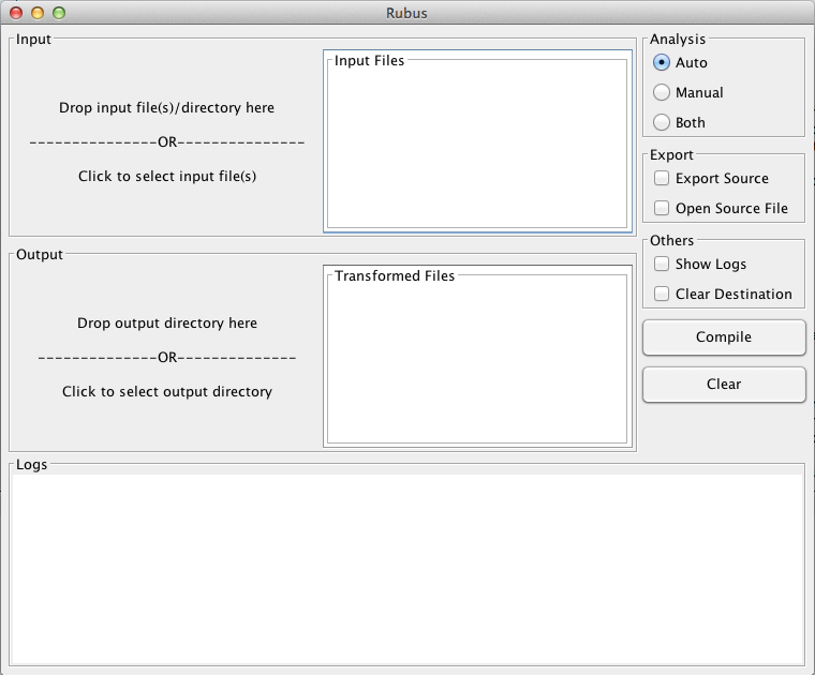 Rubus
Input
Drop input file(s)/directory here
----------------OR----------------
Click to select input file(s)
Input Files
Output
Drop output directory here
---------------OR---------------
Click to select output directory
Transformed Files
Analysis
Auto
Manual
Both
Export
Export Source
Open Source File
Others
Show Logs
Clear Destination
Compile
Clear
Logs